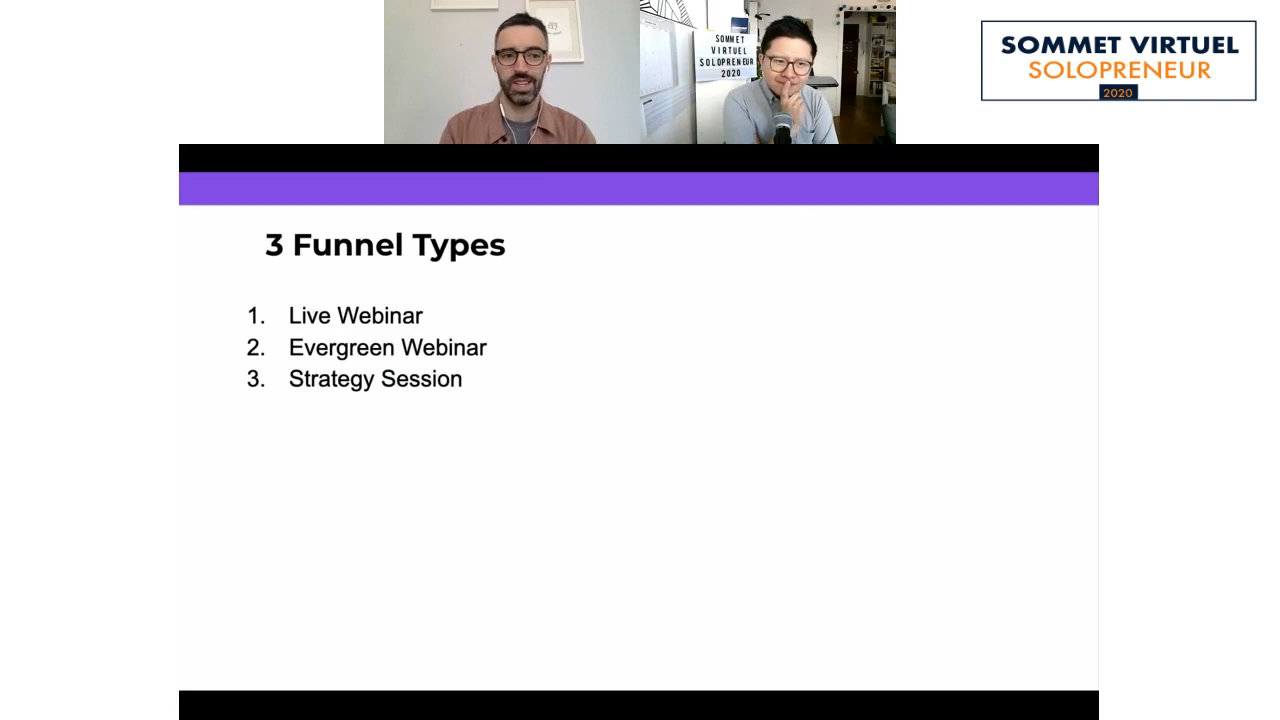 SOMMET
VIRTUEL
SOLOPRENEUR
2020
SOMMET VIRTUEL
SOLOPRENEUR
2020
3 Funnel Types
1. Live Webinar
2. Evergreen Webinar
3. Strategy Session